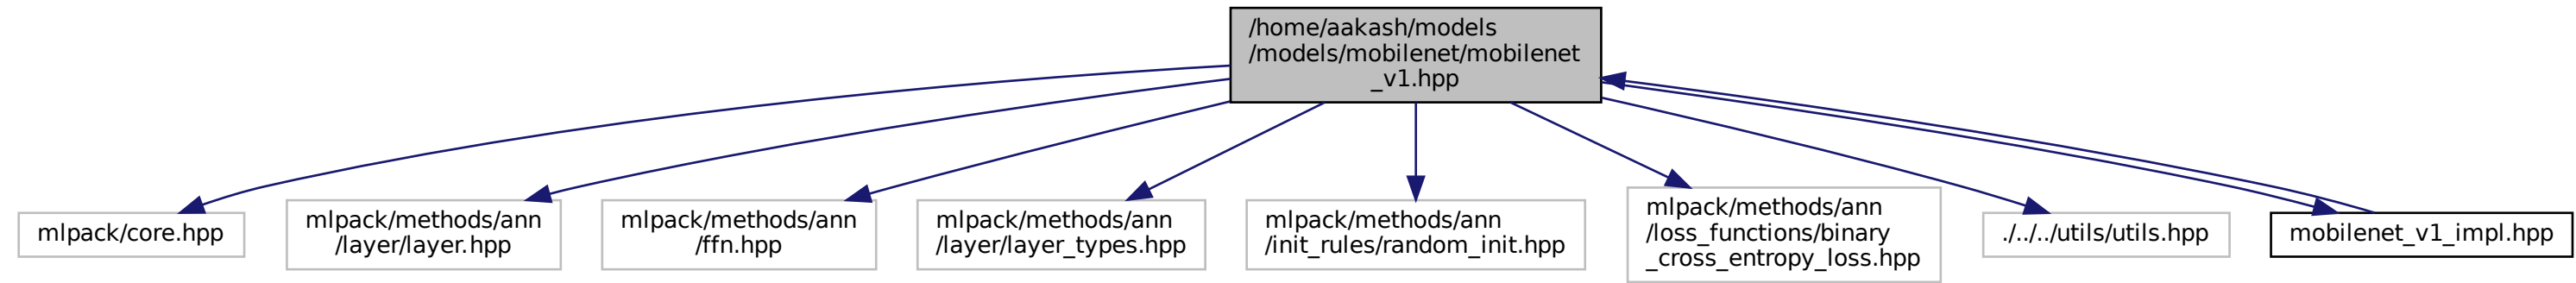 /home/aakash/models
/models/mobilenet/mobilenet
_v1.hpp
mlpack/core.hpp
mlpack/methods/ann
/layer/layer.hpp
mlpack/methods/ann
/ffn.hpp
mlpack/methods/ann
/layer/layer_types.hpp
mlpack/methods/ann
/init_rules/random_init.hpp
mlpack/methods/ann
/loss_functions/binary
_cross_entropy_loss.hpp
./../../utils/utils.hpp
mobilenet_v1_impl.hpp